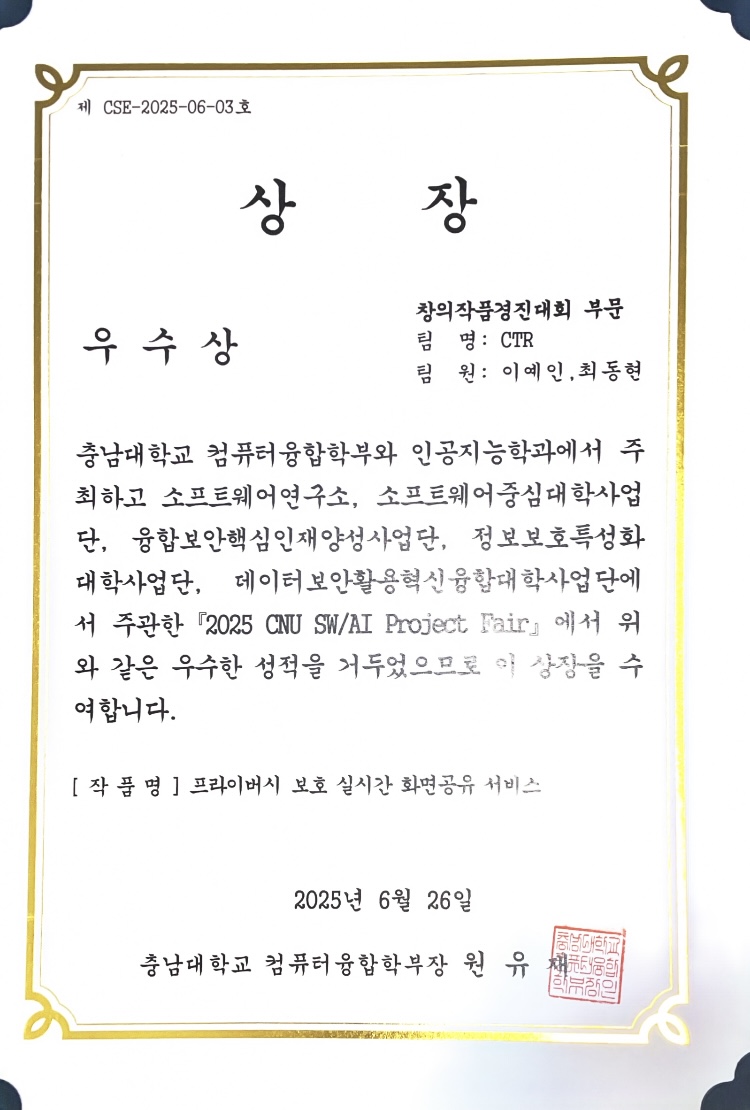 제 CSE-2025-06-03호
상 장
우 수 상
창의작품경진대회 부문
팀 명: CTR
팀 원: 이예인,최동현
충남대학교 컴퓨터융합학부와 인공지능학과에서 주
최하고 소프트웨어연구소, 소프트웨어중심대학사업
단, 융합보안핵심인재양성사업단, 정보보호특성화
대학사업단, 데이터보안활용혁신융합대학사업단에
서 주관한 『2025 CNU SW/AI Project Fair』에서 위
와 같은 우수한 성적을 거두었으므로 이 상장을 수
여합니다.
[ 작 품 명 ] 프라이버시 보호 실시간 화면공유 서비스
2025년 6월 26일
충남대학교 컴퓨터융합학부장 원 유 재
충남대학교
컴퓨터융합
학부장인